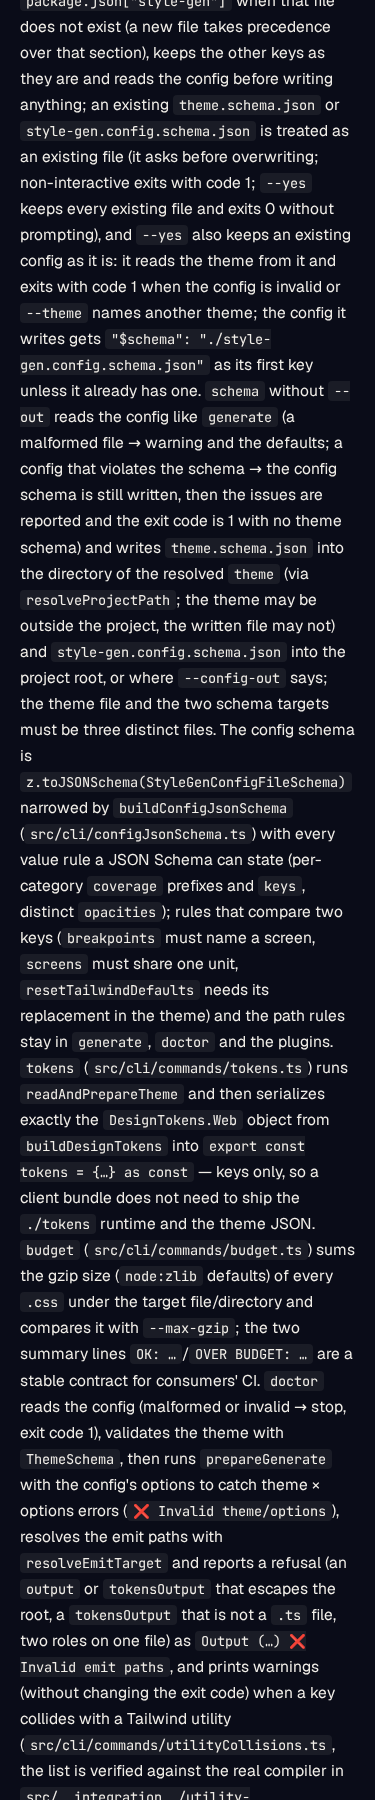 package.json["style-gen"] when that file
does not exist (a new file takes precedence
over that section), keeps the other keys as
they are and reads the config before writing
anything; an existing theme.schema.json or
style-gen.config.schema.json is treated as
an existing file (it asks before overwriting;
non-interactive exits with code 1; --yes
keeps every existing file and exits 0 without
prompting), and --yes also keeps an existing
config as it is: it reads the theme from it and
exits with code 1 when the config is invalid or
--theme names another theme; the config it
writes gets "$schema": "./style-
gen.config.schema.json" as its first key
unless it already has one. schema without --
out reads the config like generate (a
malformed file → warning and the defaults; a
config that violates the schema → the config
schema is still written, then the issues are
reported and the exit code is 1 with no theme
schema) and writes theme.schema.json into
the directory of the resolved theme (via
resolveProjectPath; the theme may be
outside the project, the written file may not)
and style-gen.config.schema.json into the
project root, or where --config-out says;
the theme file and the two schema targets
must be three distinct files. The config schema
is
z.toJSONSchema(StyleGenConfigFileSchema)
narrowed by buildConfigJsonSchema
(src/cli/configJsonSchema.ts) with every
value rule a JSON Schema can state (per-
category coverage prefixes and keys,
distinct opacities); rules that compare two
keys (breakpoints must name a screen,
screens must share one unit,
resetTailwindDefaults needs its
replacement in the theme) and the path rules
stay in generate, doctor and the plugins.
tokens (src/cli/commands/tokens.ts) runs
readAndPrepareTheme and then serializes
exactly the DesignTokens.Web object from
buildDesignTokens into export const
tokens = {…} as const — keys only, so a
client bundle does not need to ship the
./tokens runtime and the theme JSON.
budget (src/cli/commands/budget.ts) sums
the gzip size (node:zlib defaults) of every
.css under the target file/directory and
compares it with --max-gzip; the two
summary lines OK: …/OVER BUDGET: … are a
stable contract for consumers' CI. doctor
reads the config (malformed or invalid → stop,
exit code 1), validates the theme with
ThemeSchema, then runs prepareGenerate
with the config's options to catch theme ×
options errors (❌ Invalid theme/options),
resolves the emit paths with
resolveEmitTarget and reports a refusal (an
output or tokensOutput that escapes the
root, a tokensOutput that is not a .ts file,
two roles on one file) as Output (…) ❌
Invalid emit paths, and prints warnings
(without changing the exit code) when a key
collides with a Tailwind utility
(src/cli/commands/utilityCollisions.ts,
the list is verified against the real compiler in